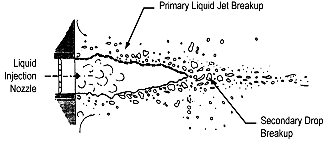 Primary Liquid Jet Breakup
Liquid
Injection
Nozzle
Secondary Drop
Breakup